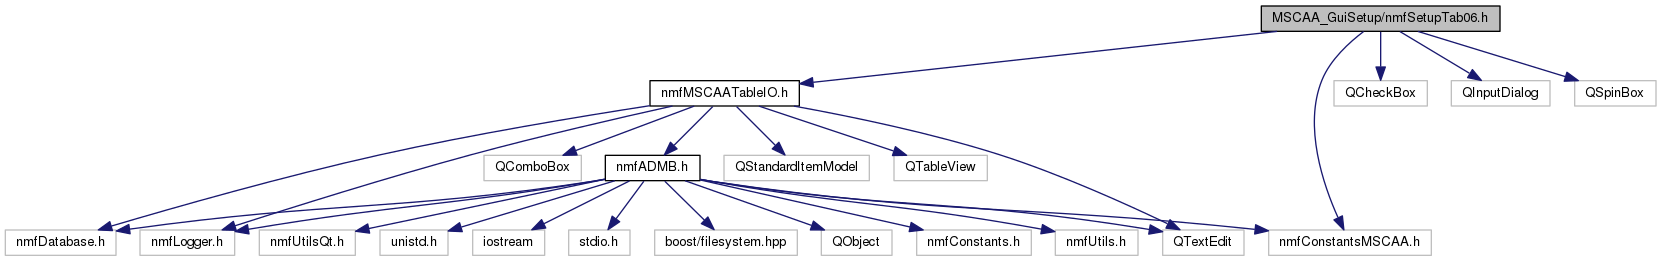 MSCAA_GuiSetup/nmfSetupTab06.h
nmfMSCAATableIO.h
QCheckBox
QInputDialog
QSpinBox
QComboBox
nmfADMB.h
QStandardItemModel
QTableView
nmfDatabase.h
nmfLogger.h
nmfUtilsQt.h
unistd.h
iostream
stdio.h
boost/filesystem.hpp
QObject
nmfConstants.h
nmfUtils.h
QTextEdit
nmfConstantsMSCAA.h